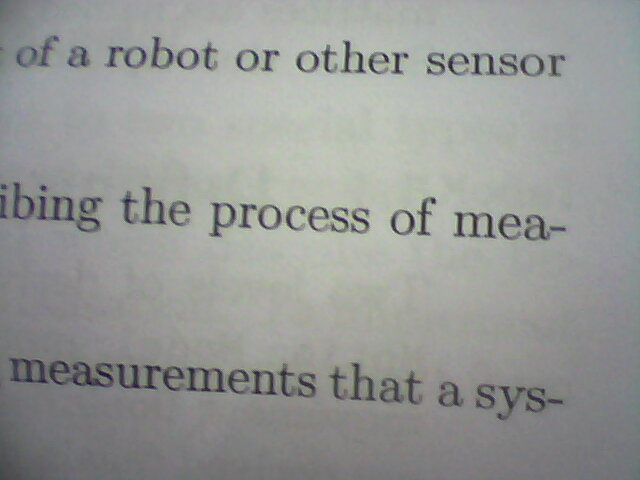 of a robot or other sensor
ibing the process of mea-
measurements that a sys-